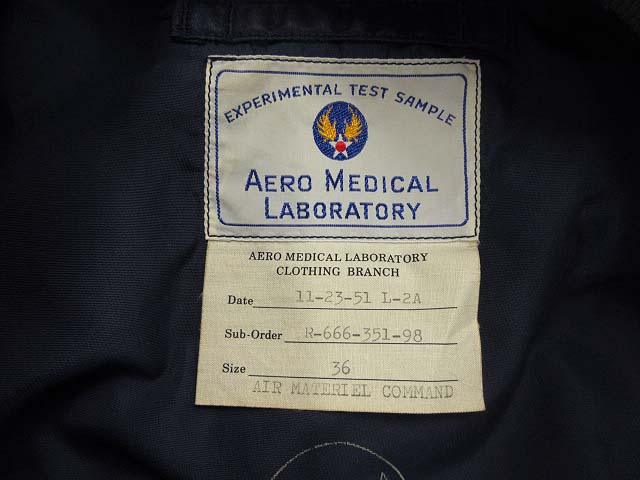 EXPERIMENTAL TEST SAMPLE
AERO MEDICAL
LABORATORY
AERO MEDICAL LABORATORY
CLOTHING BRANCH
Date 11-23-51 L-2A
Sub-Order R-666-351-98
Size 36
AIR MATERIEL COMMAND